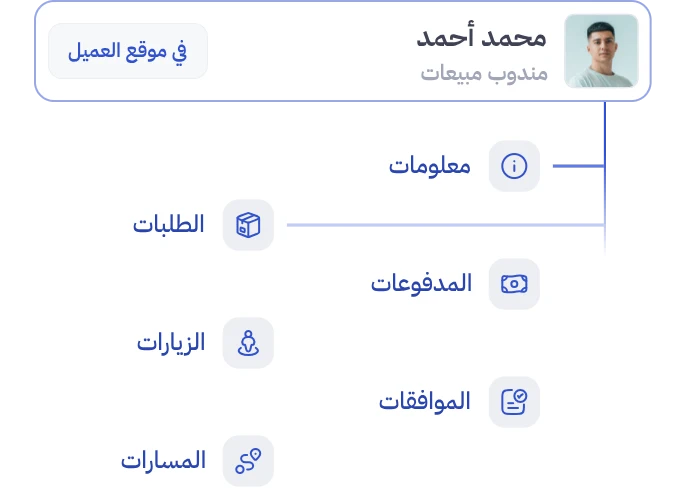 محمد أحمد
مندوب مبيعات
في موقع العميل
معلومات
الطلبات
المدفوعات
الزيارات
الموافقات
المسارات